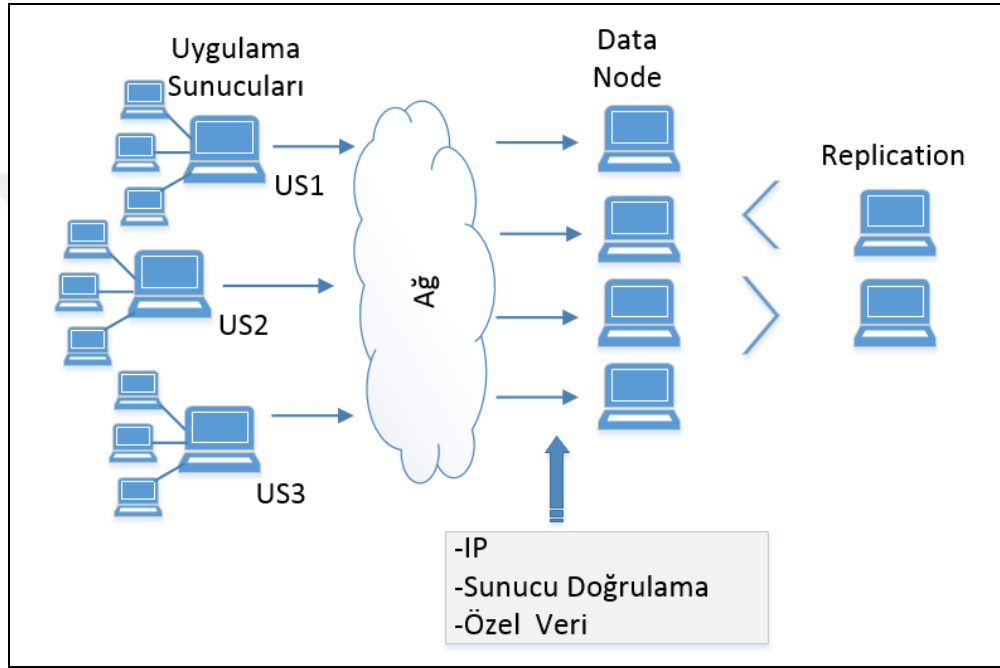 Uygulama
Sunucuları
US1
US2
US3
Ağ
Data
Node
Replication
-IP
-Sunucu Doğrulama
-Özel  Veri